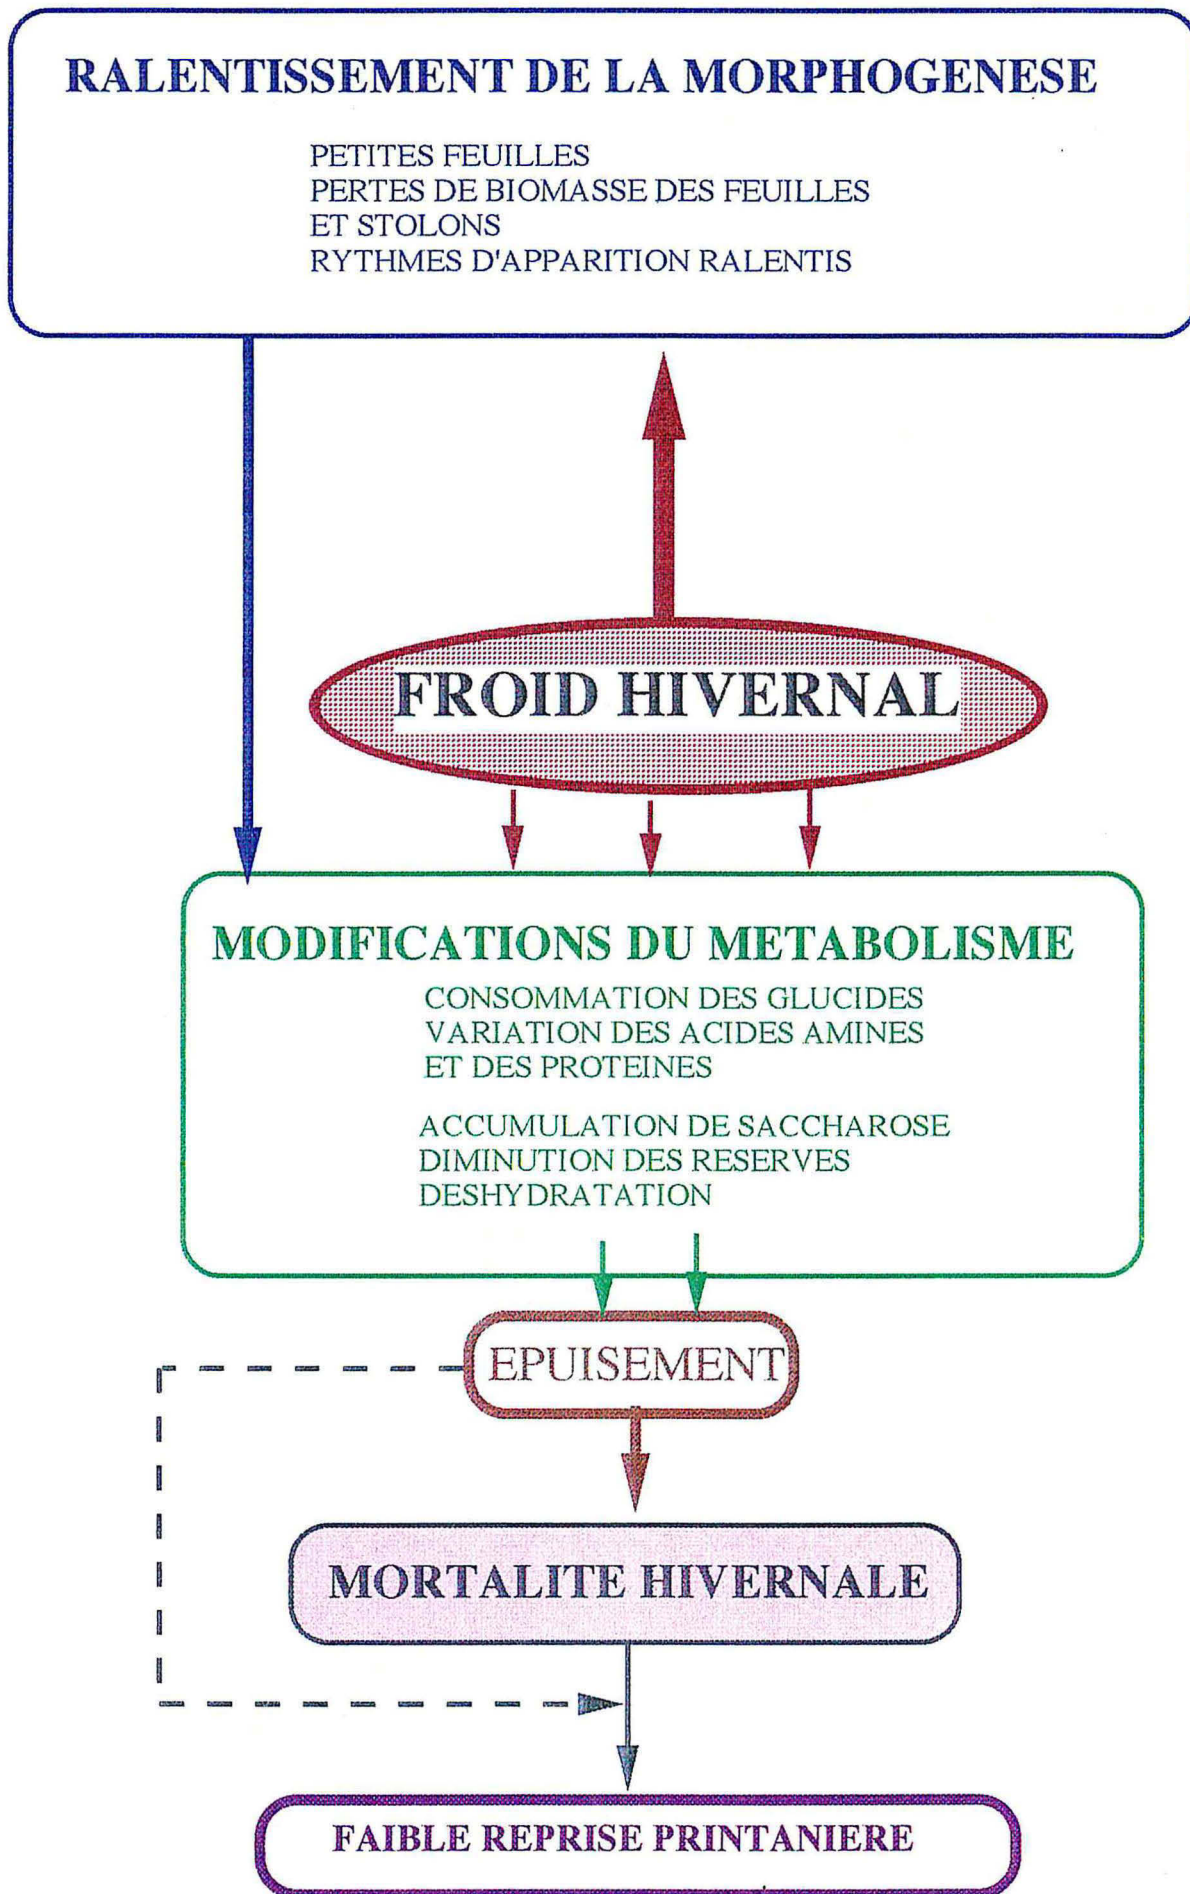 RALENTISSEMENT DE LA MORPHOGENESE
PETITES FEUILLES
PERTES DE BIOMASSE DES FEUILLES
ET STOLONS
RYTHMES D'APPARITION RALENTIS
FROID HIVERNAL
MODIFICATIONS DU METABOLISME
CONSOMMATION DES GLUCIDES
VARIATION DES ACIDES AMINES
ET DES PROTEINES
ACCUMULATION DE SACCHAROSE
DIMINUTION DES RESERVES
DESHYDRATATION
EPUISEMENT
MORTALITE HIVERNALE
FAIBLE REPRISE PRINTANIERE